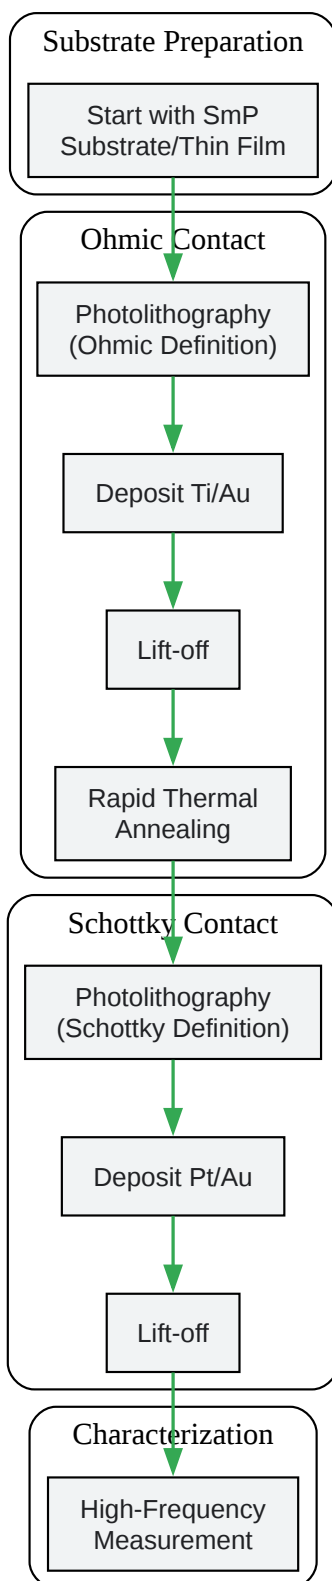 Substrate Preparation
Start with SmP
Substrate/Thin Film
Ohmic Contact
Photolithography
(Ohmic Definition)
Deposit Ti/Au
Lift-off
Rapid Thermal
Annealing
Schottky Contact
Photolithography
(Schottky Definition)
Deposit Pt/Au
Lift-off
Characterization
High-Frequency
Measurement